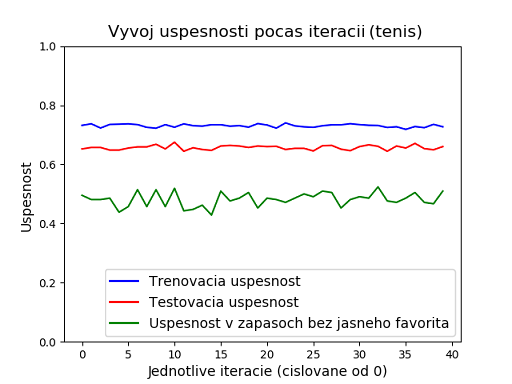 Vyvoj uspesnosti pocas iteracii (tenis)
1.0
0.8
0.6
0.4
0.2
0.0
Uspesnost
Trenovacia uspesnost
Testovacia uspesnost
Uspesnost v zapasoch bez jasneho favorita
0 5 10 15 20 25 30 35 40
Jednotlive iteracie (cislovane od 0)